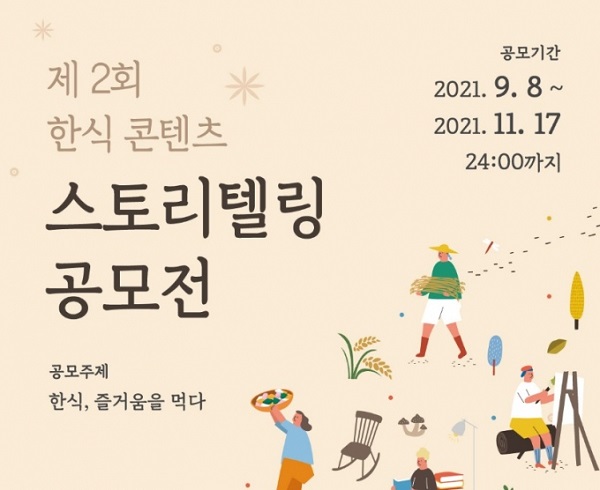 제 2회
한식 콘텐츠
스토리텔링
공모전
공모기간
2021. 9. 8 ~
2021. 11. 17
24:00까지
공모주제
한식, 즐거움을 먹다